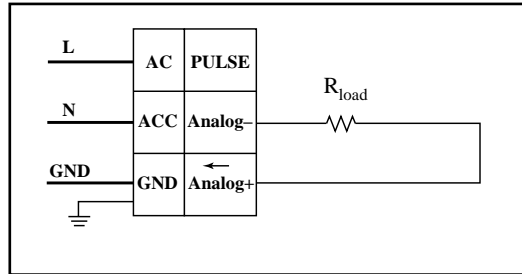 L
AC
PULSE
N
ACC
Analog–
R_load
GND
GND
Analog+